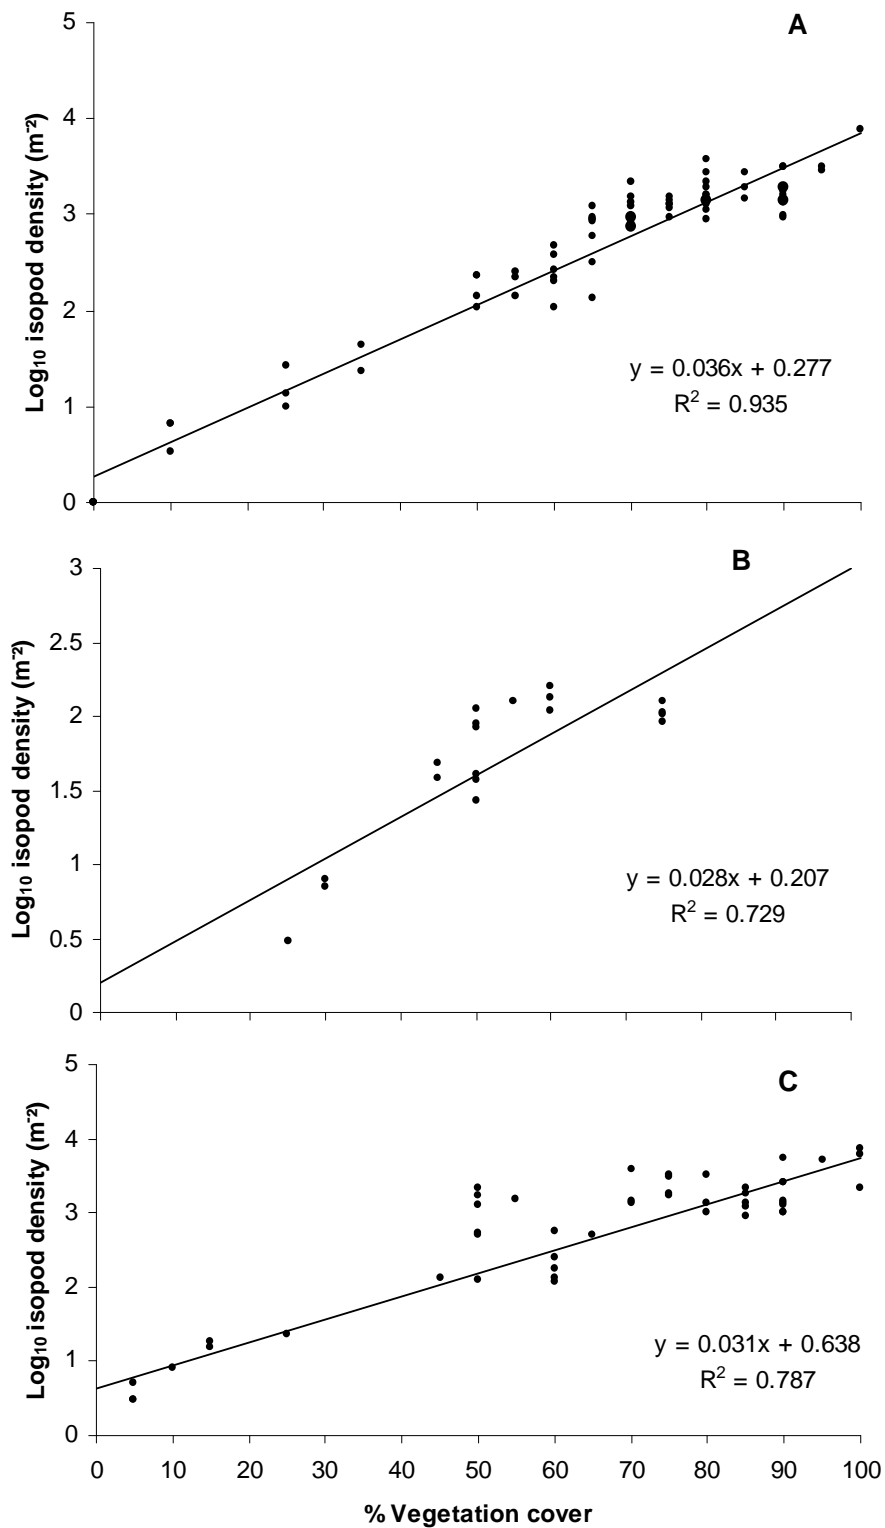 A
5
4
3
2
1
0
Log₁₀ isopod density (m⁻²)
y = 0.036x + 0.277
R² = 0.935
B
3
2.5
2
1.5
1
0.5
0
Log₁₀ isopod density (m⁻²)
y = 0.028x + 0.207
R² = 0.729
C
5
4
3
2
1
0
Log₁₀ isopod density (m⁻²)
y = 0.031x + 0.638
R² = 0.787
0 10 20 30 40 50 60 70 80 90 100
% Vegetation cover